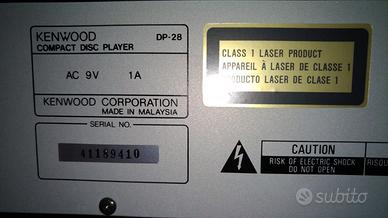 KENWOOD DP-28
COMPACT DISC PLAYER
AC 9V 1A
KENWOOD CORPORATION
MADE IN MALAYSIA
SERIAL NO.
41189410
CLASS 1 LASER PRODUCT
APPAREIL À LASER DE CLASSE 1
PRODUCTO LASER DE CLASE 1
CAUTION
RISK OF ELECTRIC SHOCK
DO NOT OPEN
subito